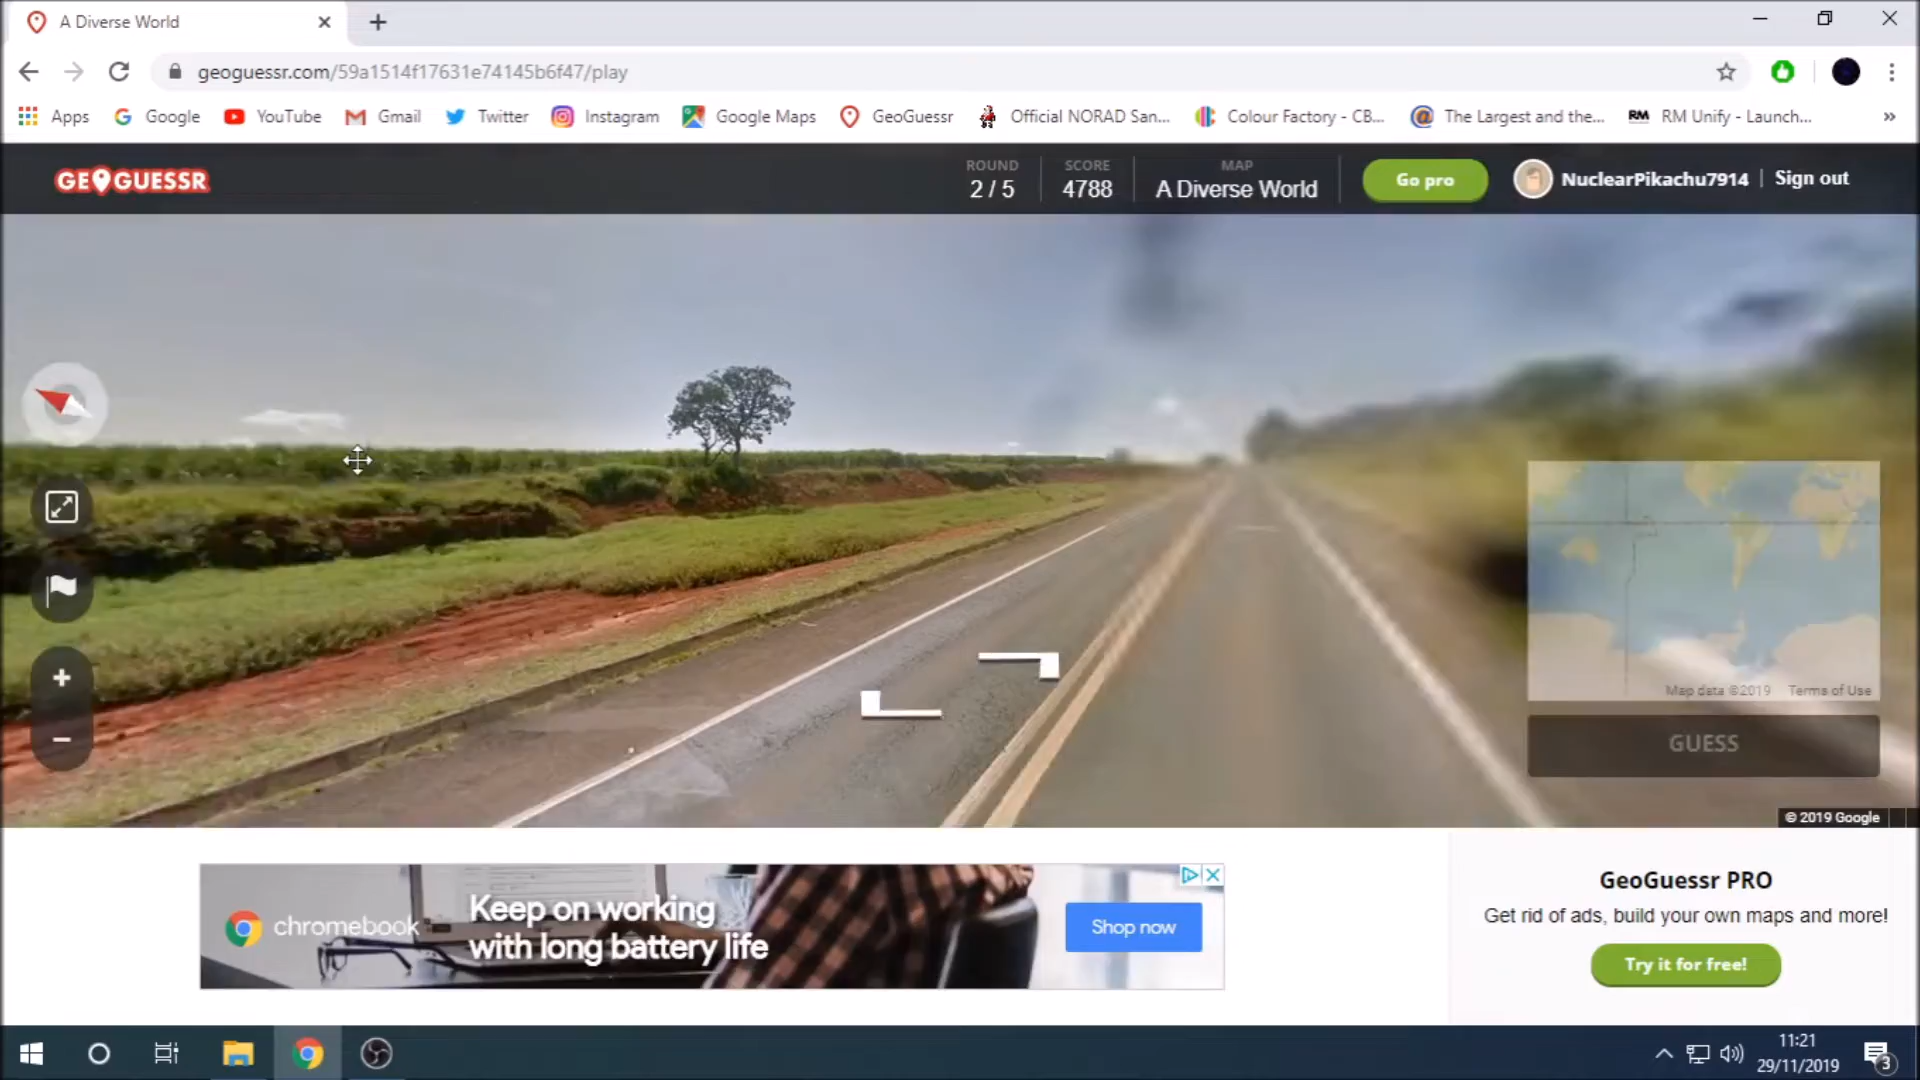 A Diverse World
geoguessr.com/59a1514f17631e74145b6f47/play
Apps Google YouTube Gmail Twitter Instagram Google Maps GeoGuessr Official NORAD San... Colour Factory - CB... The Largest and the... RM RM Unify - Launch... »
GEOGUESSR
ROUND SCORE MAP
2 / 5 4788 A Diverse World Go pro NuclearPikachu7914 | Sign out
Map data ©2019 Terms of Use
GUESS
© 2019 Google
chromebook
Keep on working
with long battery life
Shop now
GeoGuessr PRO
Get rid of ads, build your own maps and more!
Try it for free!
11:21
29/11/2019
3